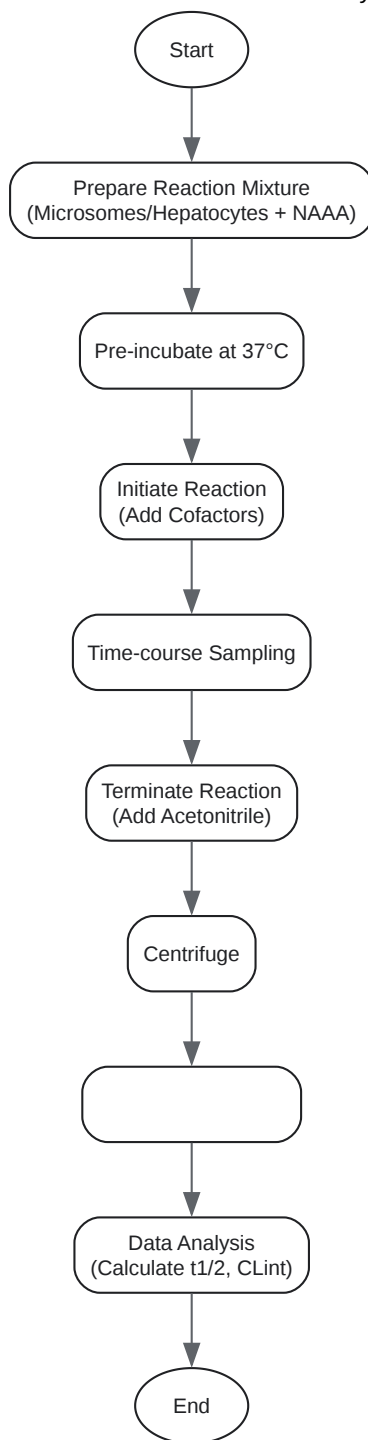 Start
Prepare Reaction Mixture
(Microsomes/Hepatocytes + NAAA)
Pre-incubate at 37°C
Initiate Reaction
(Add Cofactors)
Time-course Sampling
Terminate Reaction
(Add Acetonitrile)
Centrifuge
Data Analysis
(Calculate t1/2, CLint)
End